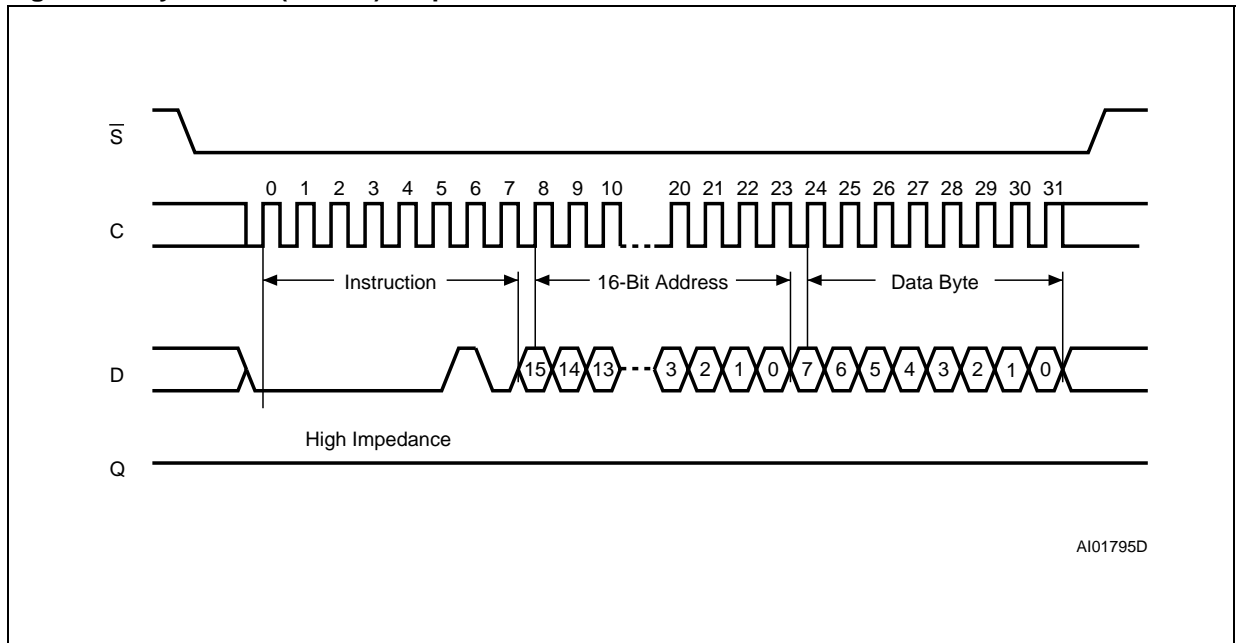 S
0 1 2 3 4 5 6 7 8 9 10 20 21 22 23 24 25 26 27 28 29 30 31
C
Instruction 16-Bit Address Data Byte
D
15 14 13 3 2 1 0 7 6 5 4 3 2 1 0
High Impedance
Q
AI01795D